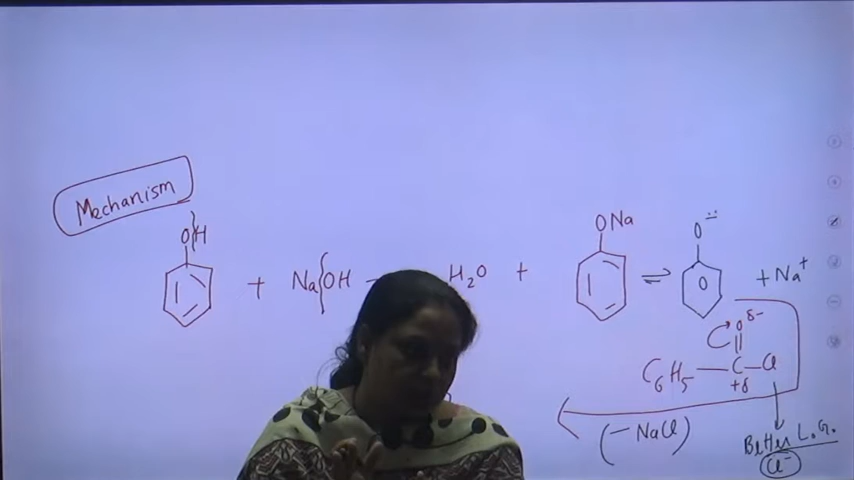 Mechanism
OH + NaOH H2O + ONa ⇌ O⁻ + Na⁺
O δ-
C6H5 — C — Cl
+δ
(-NaCl)
Better L.G.
Cl⁻